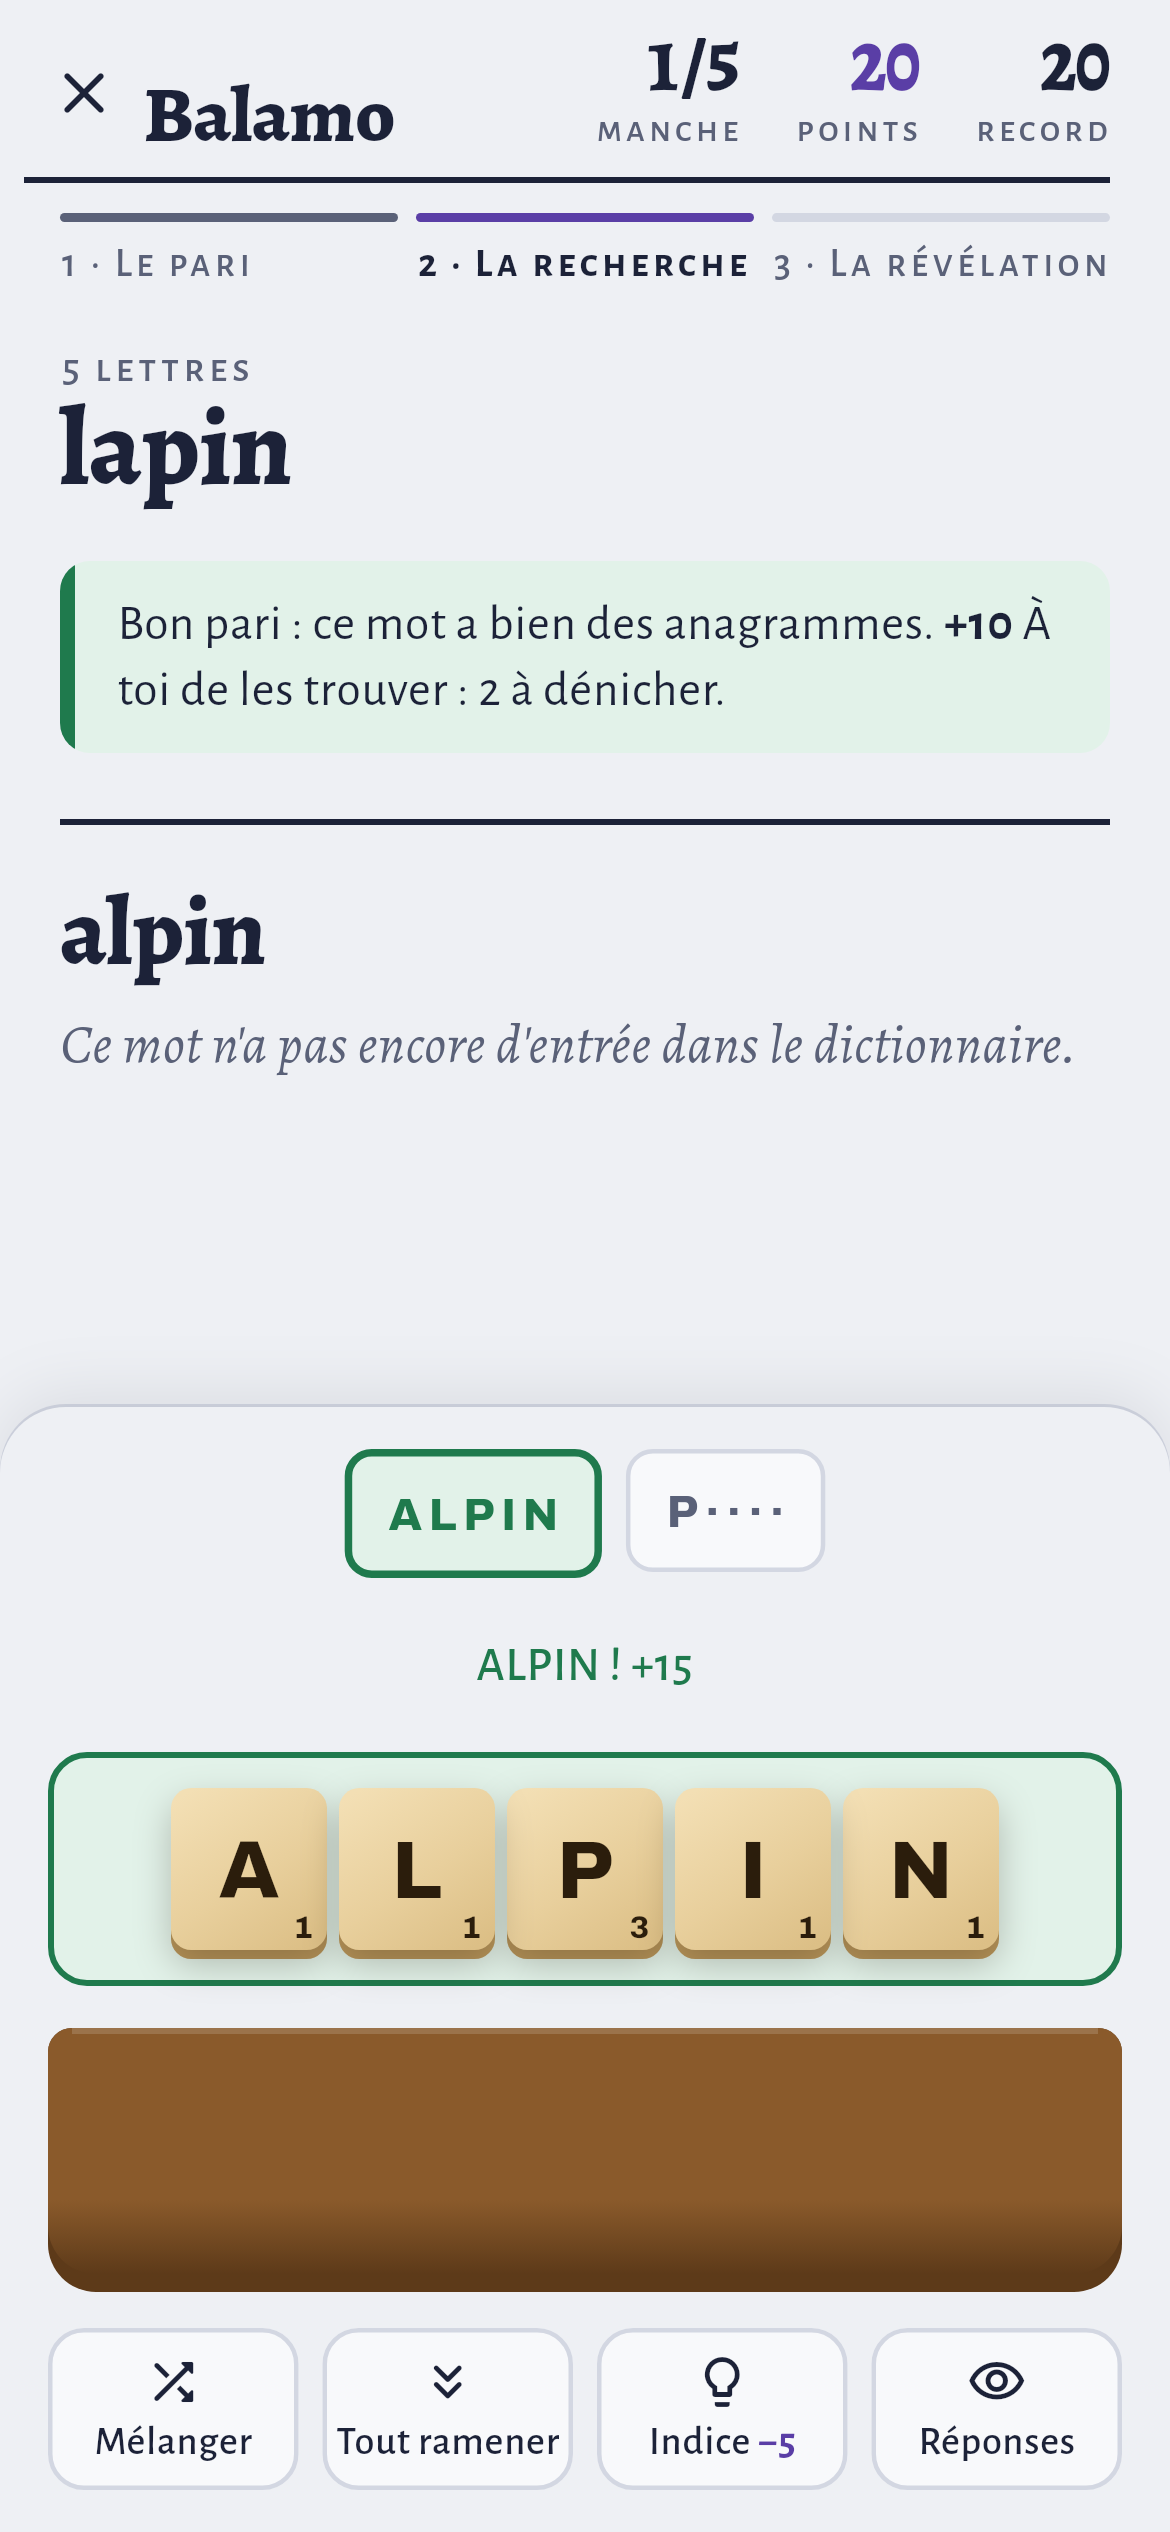 Balamo
1/5
MANCHE
20
POINTS
20
RECORD
1 · LE PARI
2 · LA RECHERCHE
3 · LA RÉVÉLATION
5 LETTRES
lapin
Bon pari : ce mot a bien des anagrammes. +10 À
toi de les trouver : 2 à dénicher.
alpin
Ce mot n'a pas encore d'entrée dans le dictionnaire.
ALPIN
P····
ALPIN ! +15
A 1 L 1 P 3 I 1 N 1
Mélanger
Tout ramener
Indice −5
Réponses